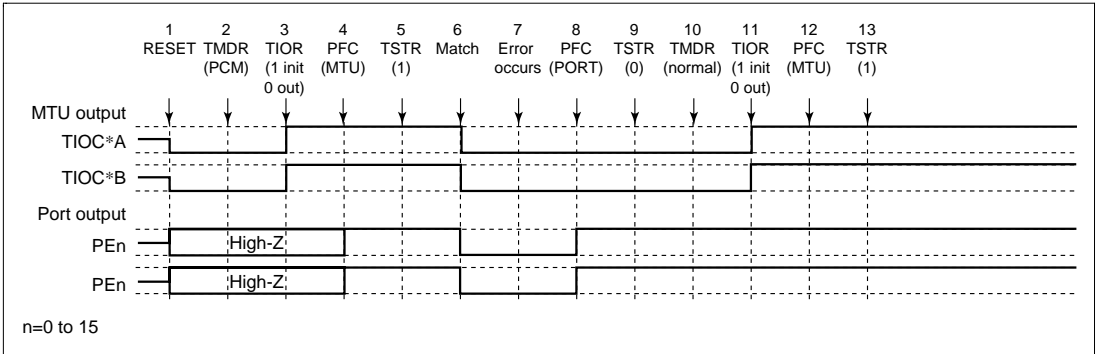 1 2 3 4 5 6 7 8 9 10 11 12 13
RESET TMDR TIOR PFC TSTR Match Error PFC TSTR TMDR TIOR PFC TSTR
(PCM) (1 init (MTU) (1) occurs (PORT) (0) (normal) (1 init (MTU) (1)
0 out) 0 out)
MTU output
TIOC*A
TIOC*B
Port output
PEn High-Z
PEn High-Z
n=0 to 15